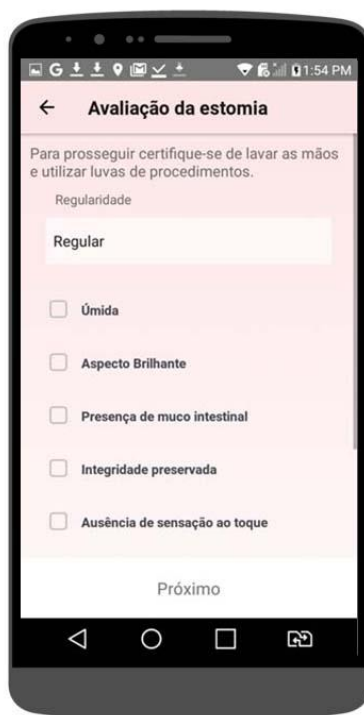 G 1:54 PM
Avaliação da estomia
Para prosseguir certifique-se de lavar as mãos
e utilizar luvas de procedimentos.
Regularidade
Regular
Úmida
Aspecto Brilhante
Presença de muco intestinal
Integridade preservada
Ausência de sensação ao toque
Próximo